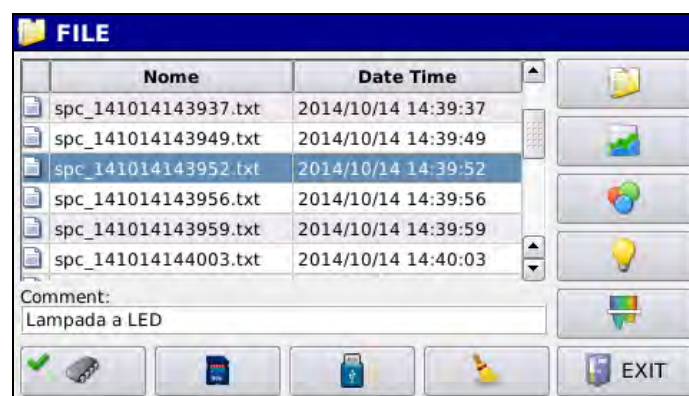 FILE
Nome Date Time
spc_141014143937.txt 2014/10/14 14:39:37
spc_141014143949.txt 2014/10/14 14:39:49
spc_141014143952.txt 2014/10/14 14:39:52
spc_141014143956.txt 2014/10/14 14:39:56
spc_141014143959.txt 2014/10/14 14:39:59
spc_141014144003.txt 2014/10/14 14:40:03
Comment:
Lampada a LED
EXIT